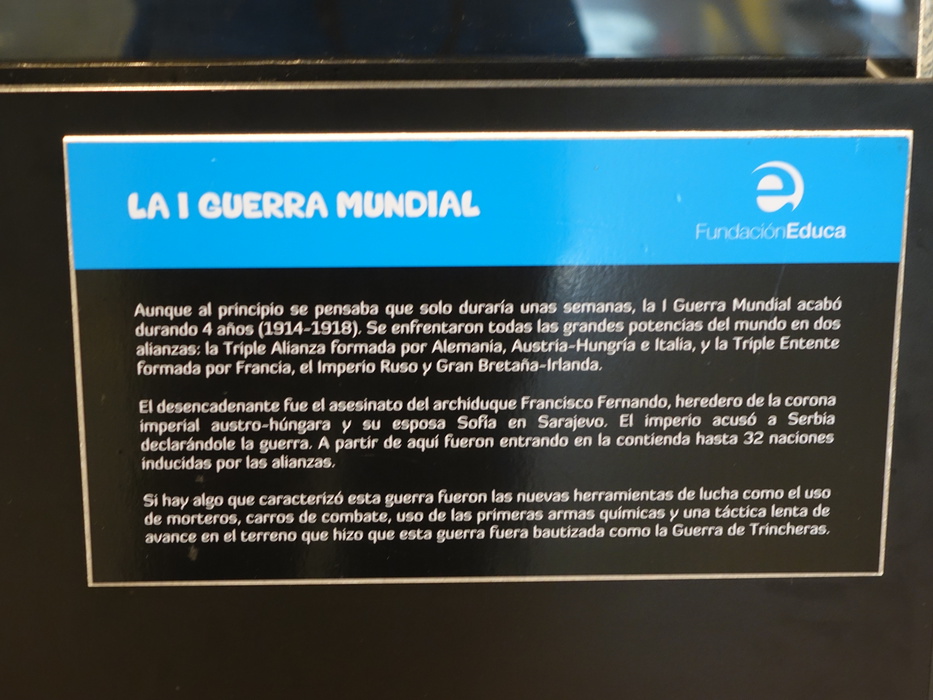 LA I GUERRA MUNDIAL
e
FundaciónEduca
Aunque al principio se pensaba que solo duraría unas semanas, la I Guerra Mundial acabó
durando 4 años (1914-1918). Se enfrentaron todas las grandes potencias del mundo en dos
alianzas: la Triple Alianza formada por Alemania, Austria-Hungría e Italia, y la Triple Entente
formada por Francia, el Imperio Ruso y Gran Bretaña-Irlanda.
El desencadenante fue el asesinato del archiduque Francisco Fernando, heredero de la corona
imperial austro-húngara y su esposa Sofía en Sarajevo. El imperio acusó a Serbia
declarándole la guerra. A partir de aquí fueron entrando en la contienda hasta 32 naciones
inducidas por las alianzas.
Si hay algo que caracterizó esta guerra fueron las nuevas herramientas de lucha como el uso
de morteros, carros de combate, uso de las primeras armas químicas y una táctica lenta de
avance en el terreno que hizo que esta guerra fuera bautizada como la Guerra de Trincheras.